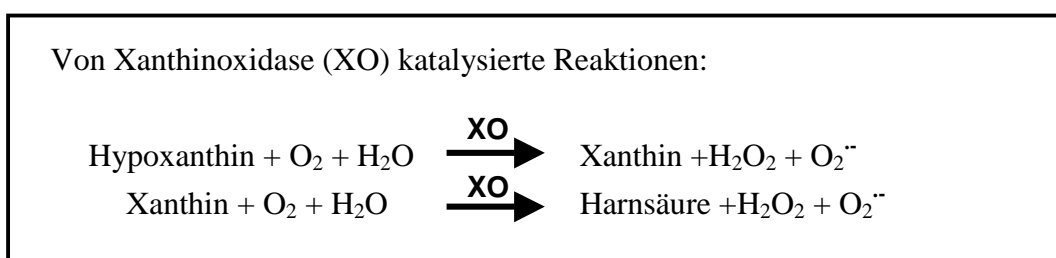 Von Xanthinoxidase (XO) katalysierte Reaktionen:
XO
Hypoxanthin + O₂ + H₂O Xanthin +H₂O₂ + O₂˙⁻
XO
Xanthin + O₂ + H₂O Harnsäure +H₂O₂ + O₂˙⁻